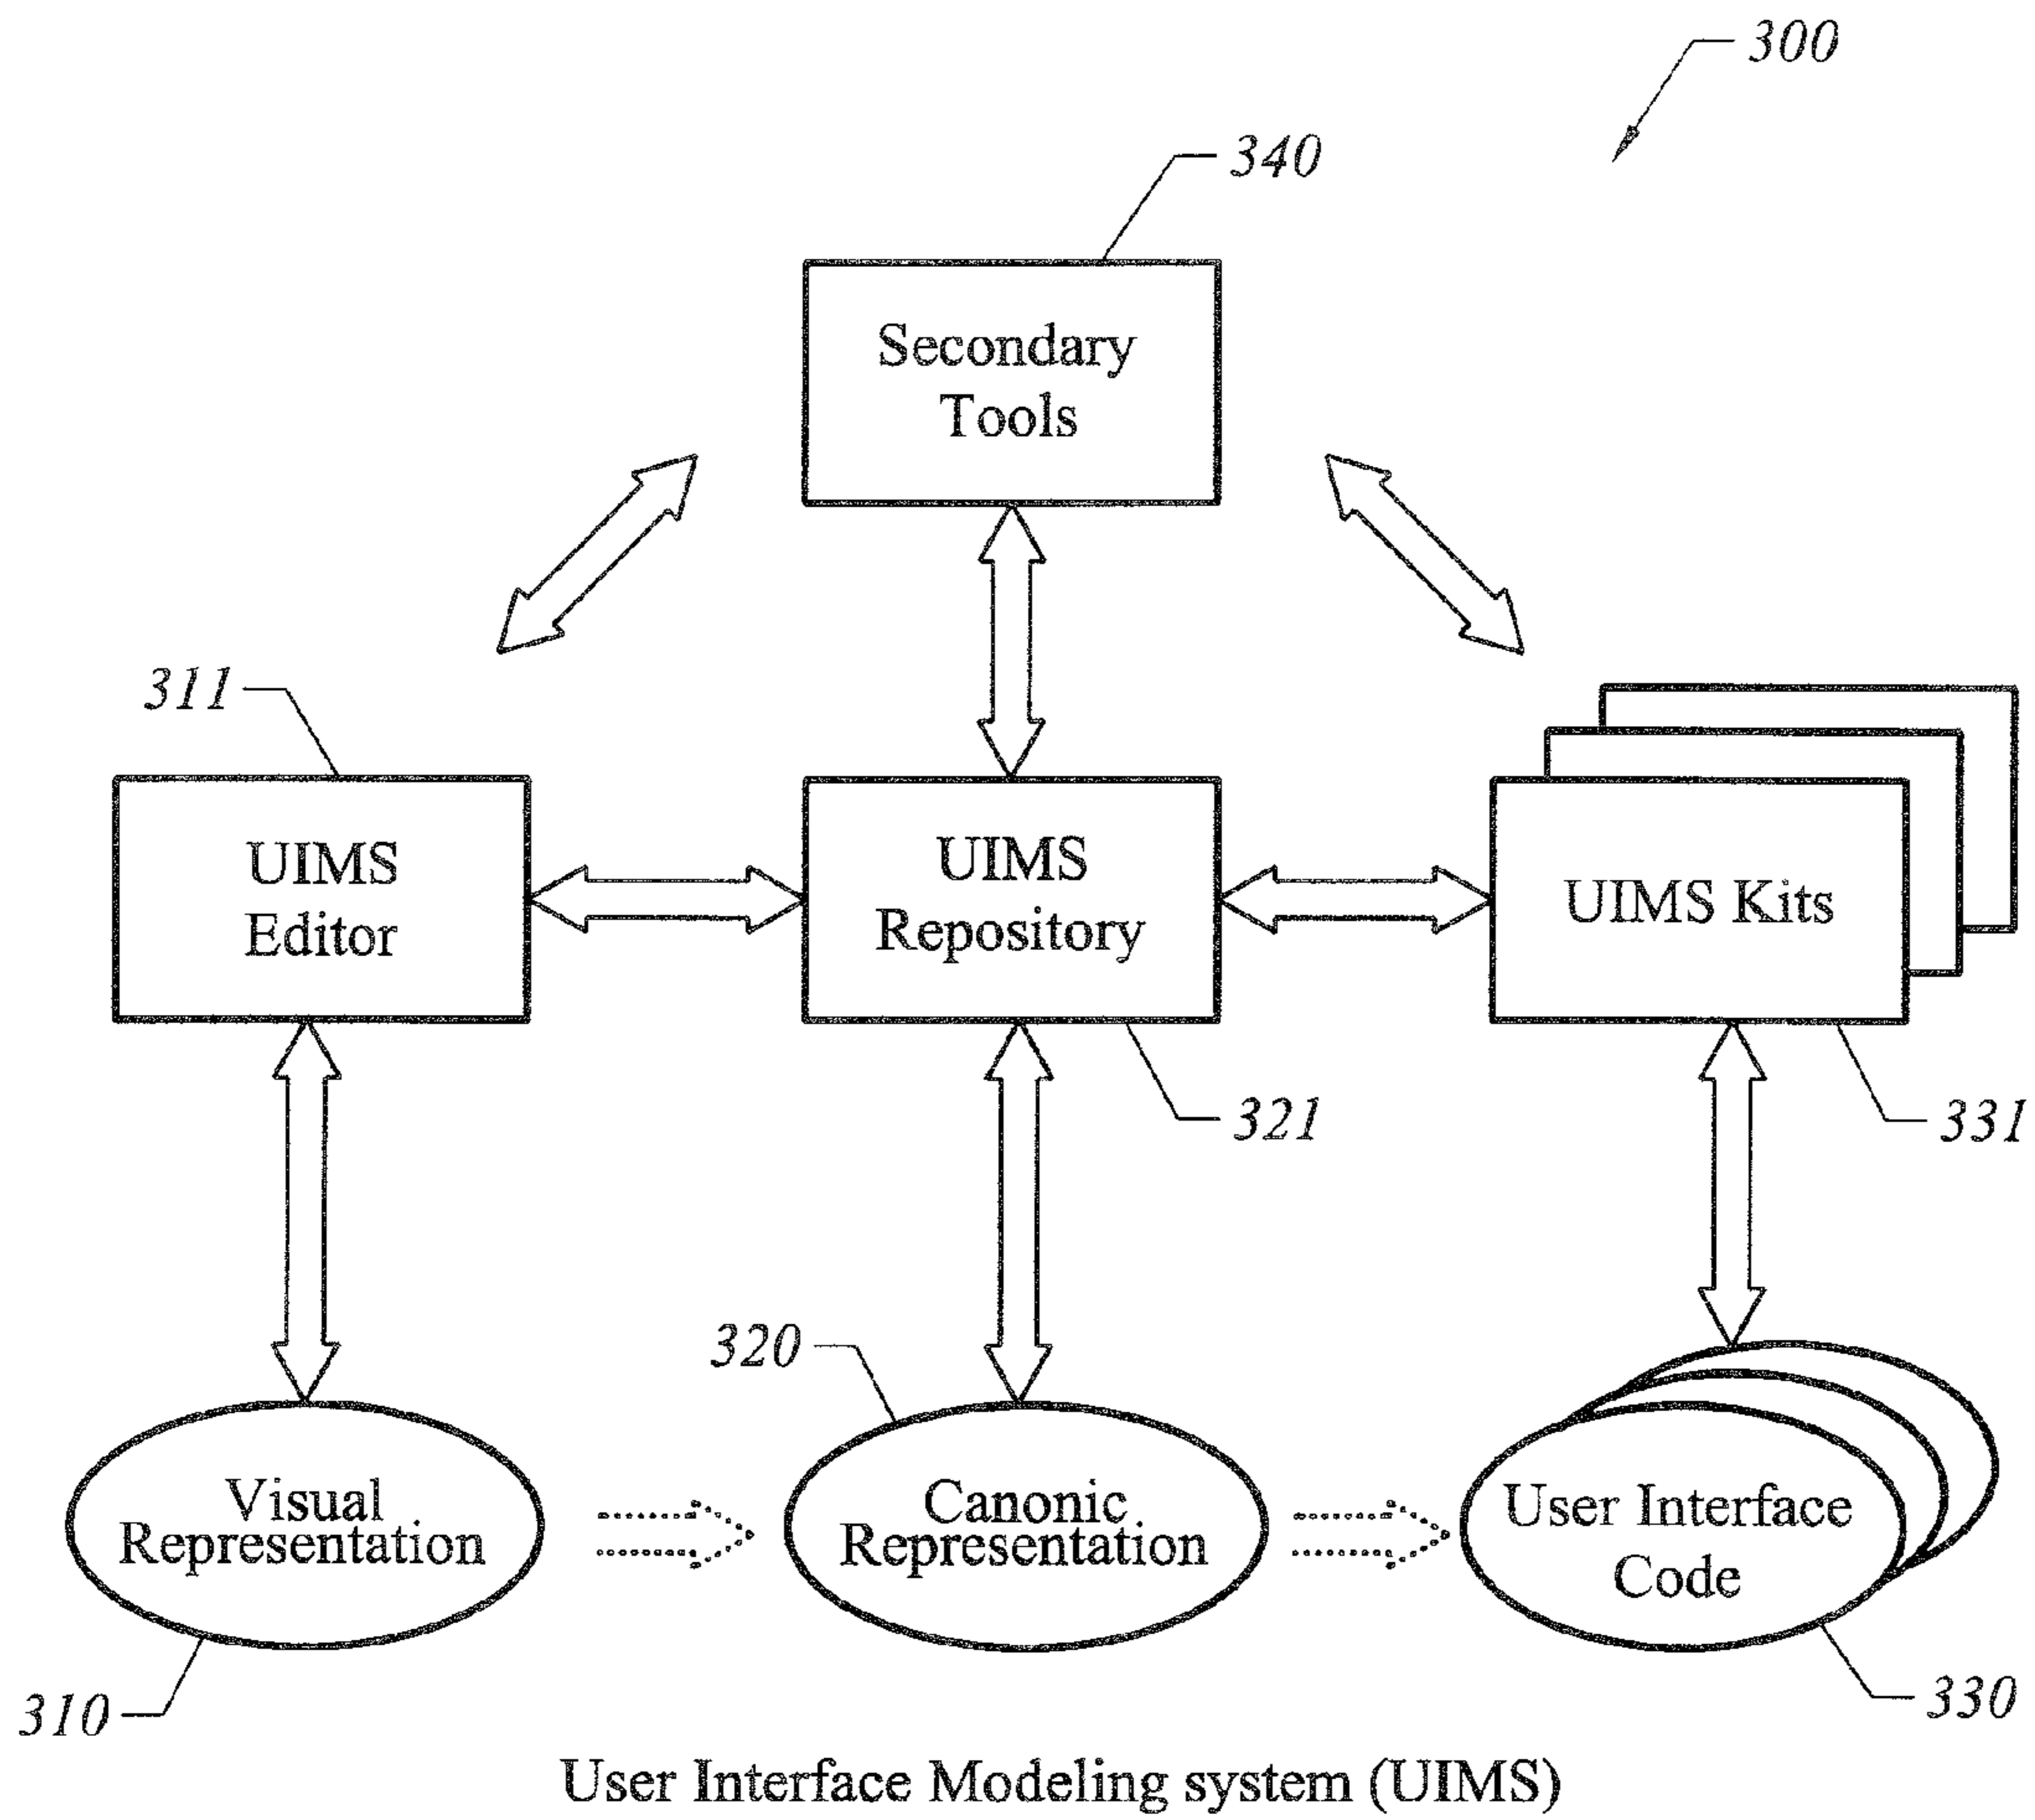 300
340
Secondary
Tools
311
UIMS
Editor
UIMS
Repository
UIMS Kits
321
331
320
Visual
Representation
Canonic
Representation
User Interface
Code
310
330
User Interface Modeling system (UIMS)